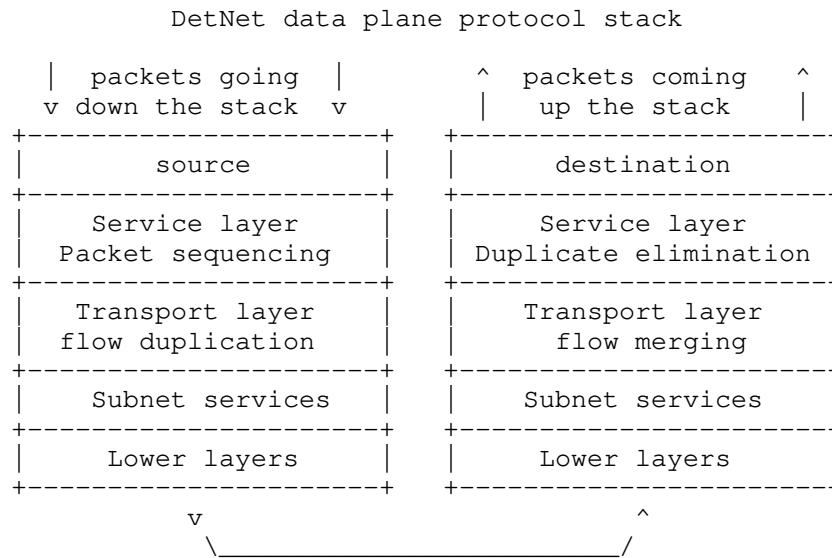 DetNet data plane protocol stack
| packets going | ^ packets coming ^
v down the stack v | up the stack |
+-----------------------+ +-----------------------
| source | | destination
+-----------------------+ +-----------------------
| Service layer | | Service layer
| Packet sequencing | | Duplicate elimination
+-----------------------+ +-----------------------
| Transport layer | | Transport layer
| flow duplication | | flow merging
+-----------------------+ +-----------------------
| Subnet services | | Subnet services
+-----------------------+ +-----------------------
| Lower layers | | Lower layers
+-----------------------+ +-----------------------
v ^
\_________________________/